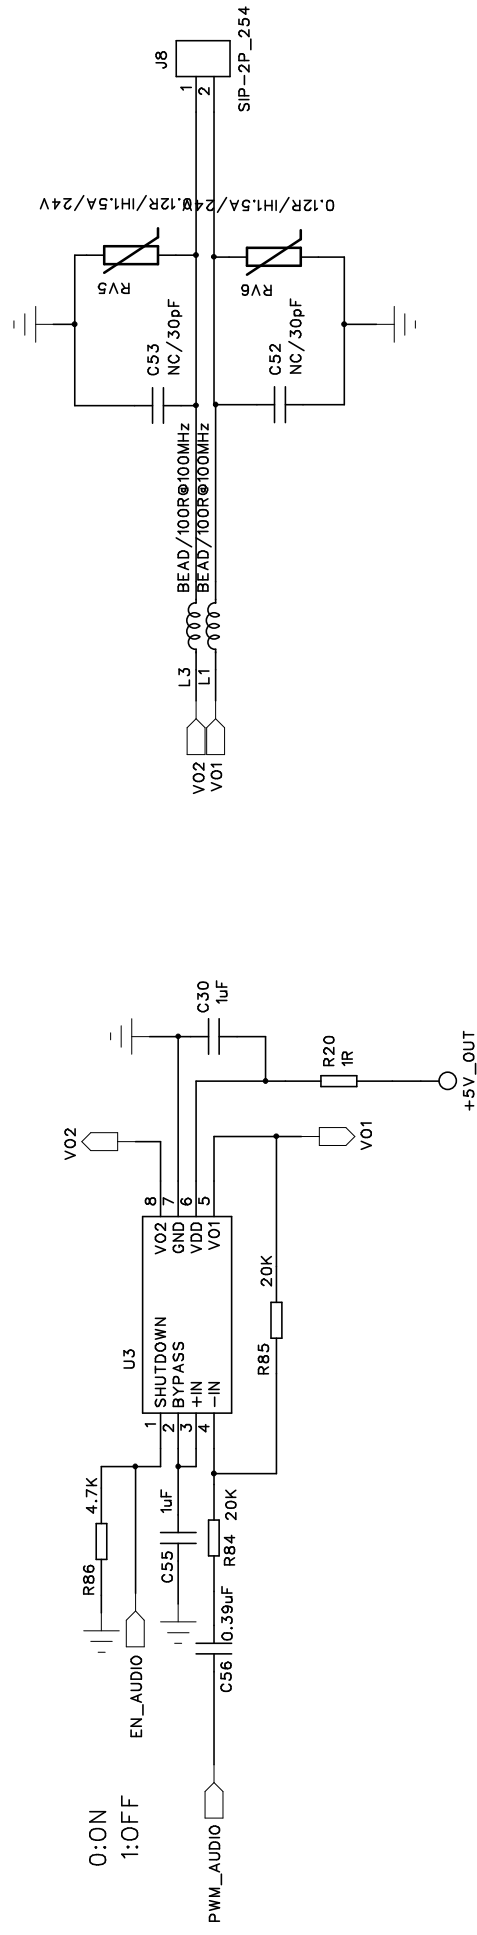 0:ON
1:OFF
PWM_AUDIO
EN_AUDIO
R86
4.7K
C55
1uF
C56
0.39uF
R84
20K
U3
1
2
3
4
SHUTDOWN
BYPASS
+IN
-IN
VO2
GND
VDD
VO1
8
7
6
5
R85
20K
VO2
VO1
C30
1uF
R20
1R
+5V_OUT
VO2
VO1
L3
L1
BEAD/100R@100MHz
BEAD/100R@100MHz
C53
NC/30pF
C52
NC/30pF
RV5
0.12R/IH1.5A/24V
RV6
0.12R/IH1.5A/24V
J8
1
2
SIP-2P_254